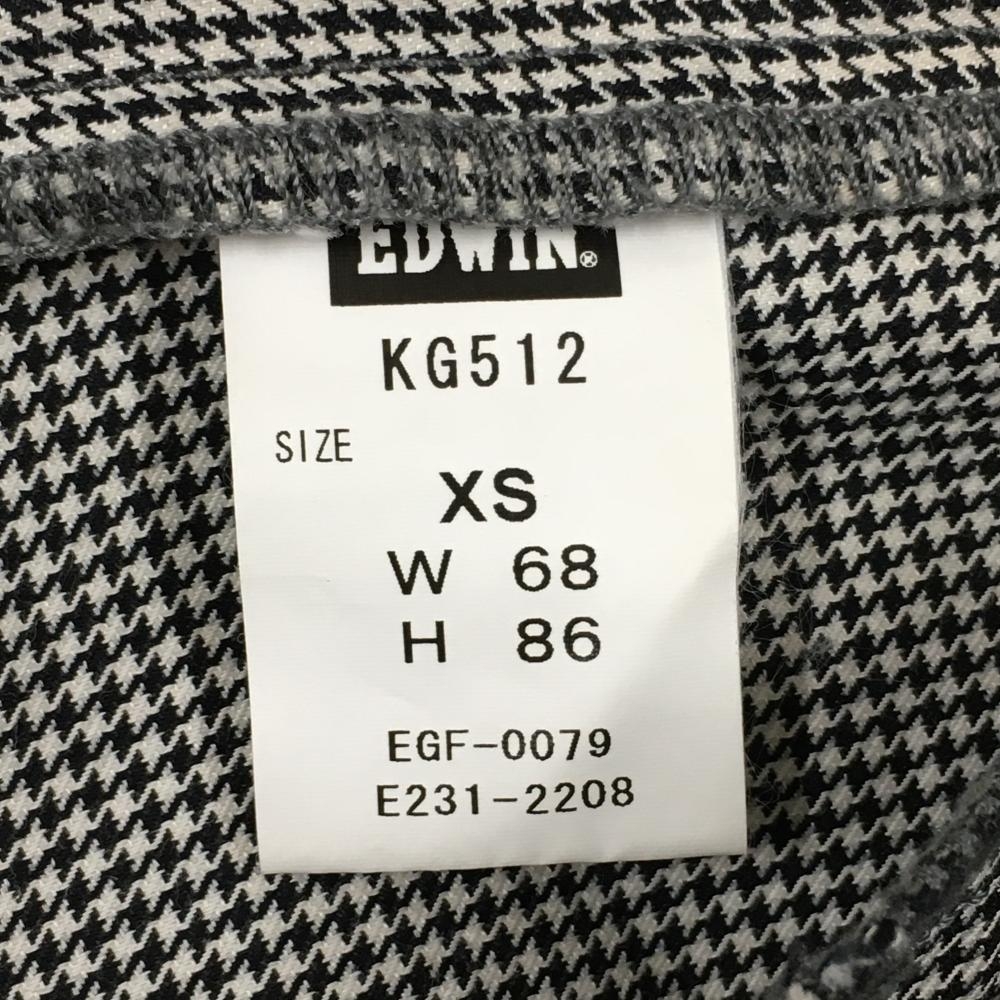 EDWIN®
KG512
SIZE
XS
W 68
H 86
EGF-0079
E231-2208